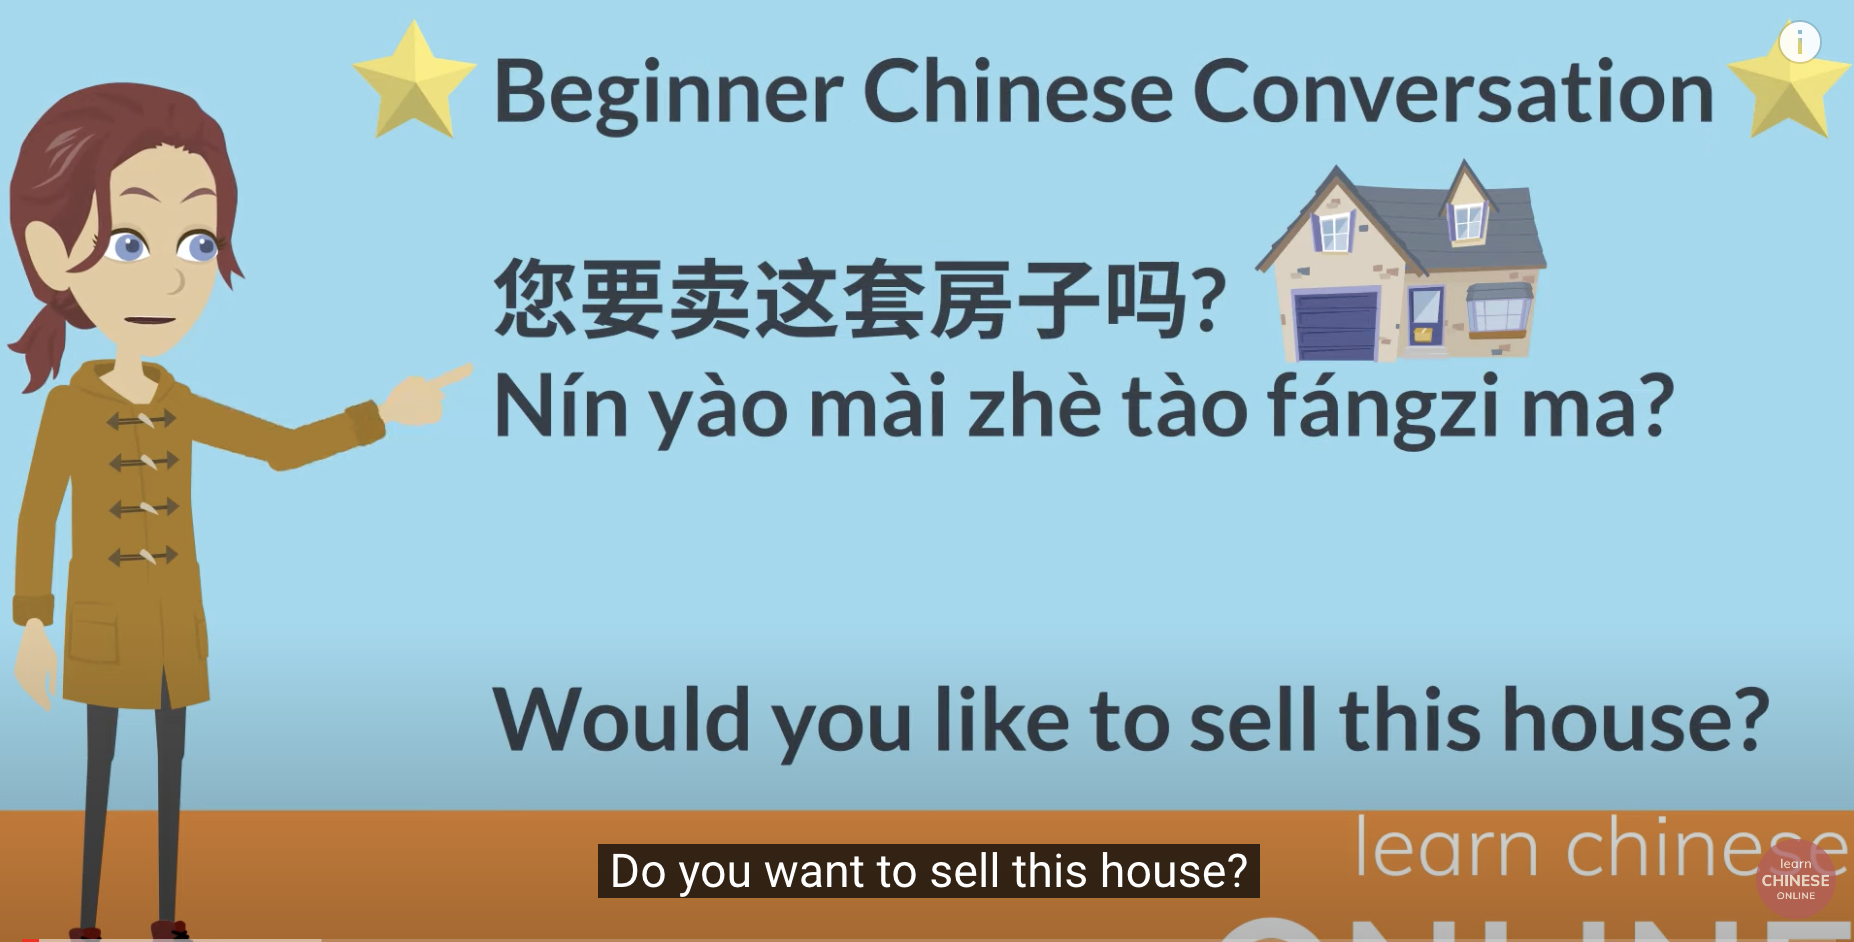 Beginner Chinese Conversation
i
您要卖这套房子吗?
Nín yào mài zhè tào fángzi ma?
Would you like to sell this house?
Do you want to sell this house?
learn chinese
ONLINE
learn
CHINESE
ONLINE